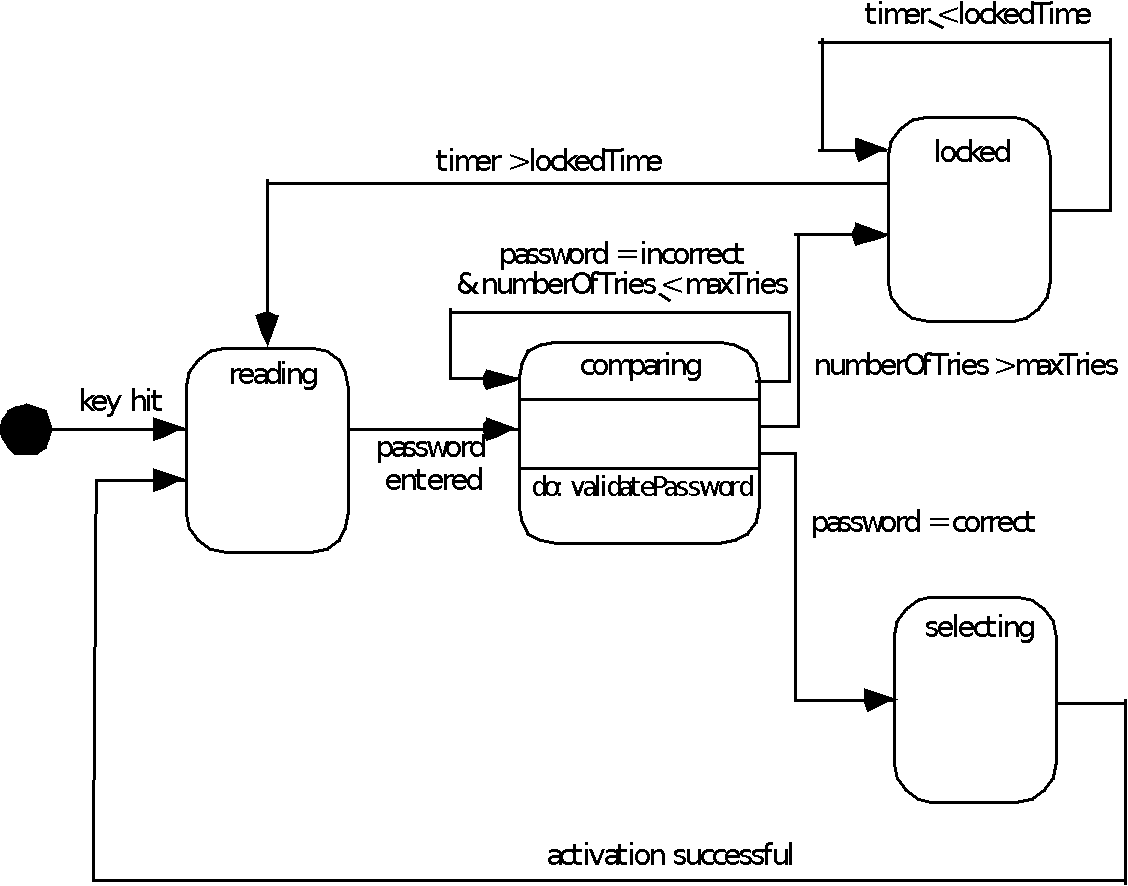 timer < lockedTime
locked
timer > lockedTime
password = incorrect
& numberOfTries < maxTries
comparing
numberOfTries > maxTries
reading
key hit
password
entered
do: validatePassword
password = correct
selecting
activation successful